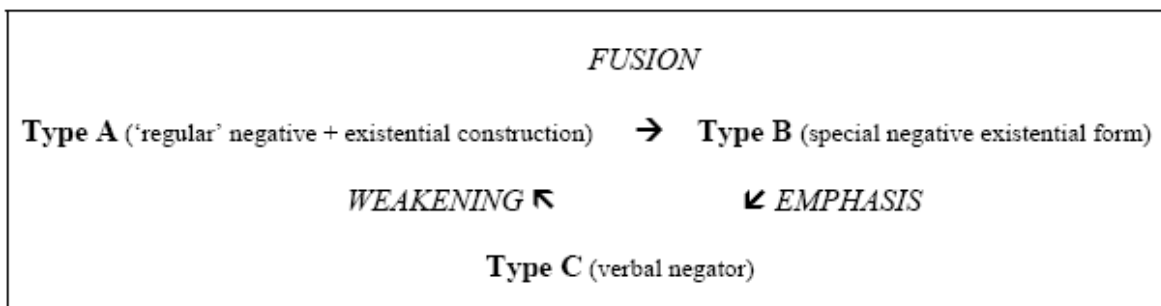 FUSION
Type A (‘regular’ negative + existential construction) → Type B (special negative existential form)
WEAKENING ↖ ↙ EMPHASIS
Type C (verbal negator)